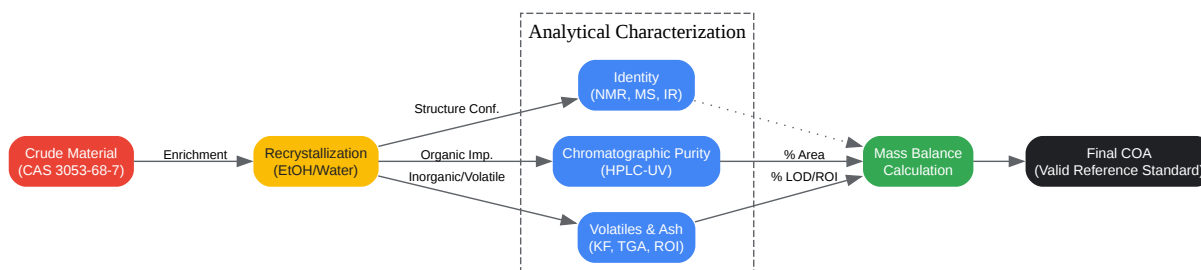 Analytical Characterization
Crude Material
(CAS 3053-68-7)
Enrichment
Recrystallization
(EtOH/Water)
Structure Conf.
Organic Imp.
Inorganic/Volatile
Identity
(NMR, MS, IR)
Chromatographic Purity
(HPLC-UV)
Volatiles & Ash
(KF, TGA, ROI)
% Area
% LOD/ROI
Mass Balance
Calculation
Final COA
(Valid Reference Standard)